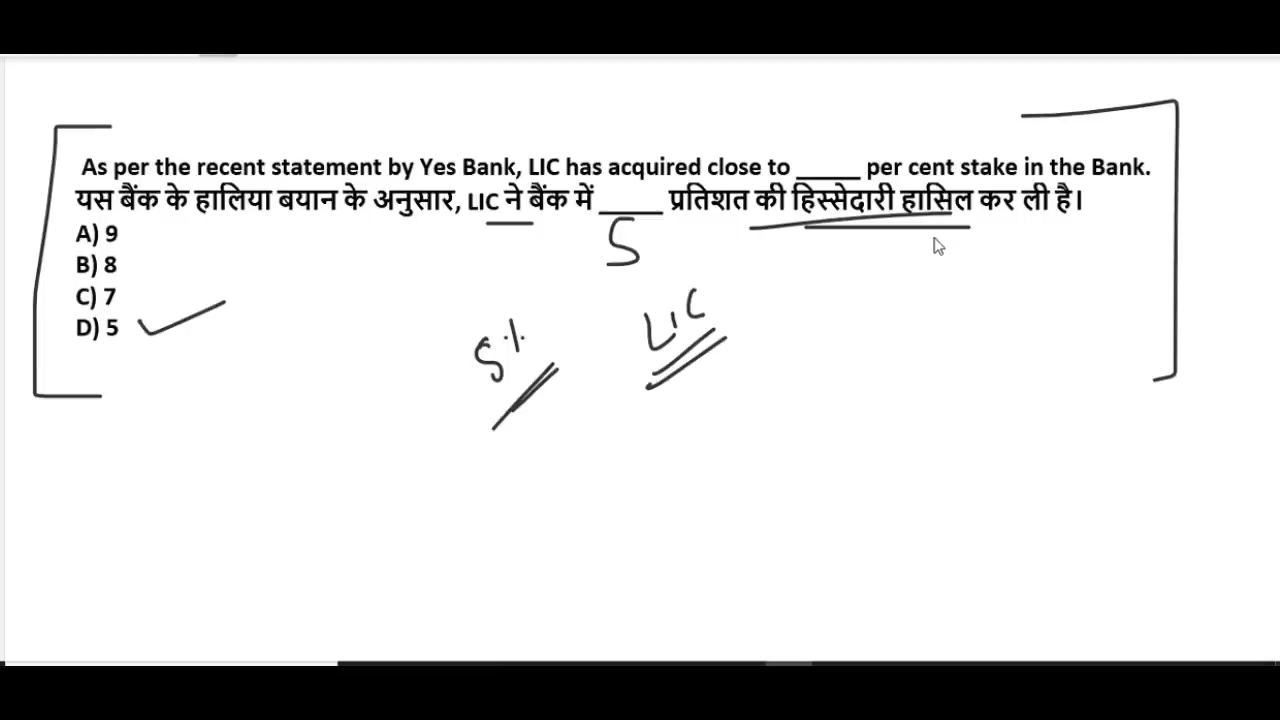 As per the recent statement by Yes Bank, LIC has acquired close to ______ per cent stake in the Bank.
यस बैंक के हालिया बयान के अनुसार, LIC ने बैंक में ______ प्रतिशत की हिस्सेदारी हासिल कर ली है।
5
A) 9
B) 8
C) 7
D) 5
5% LIC